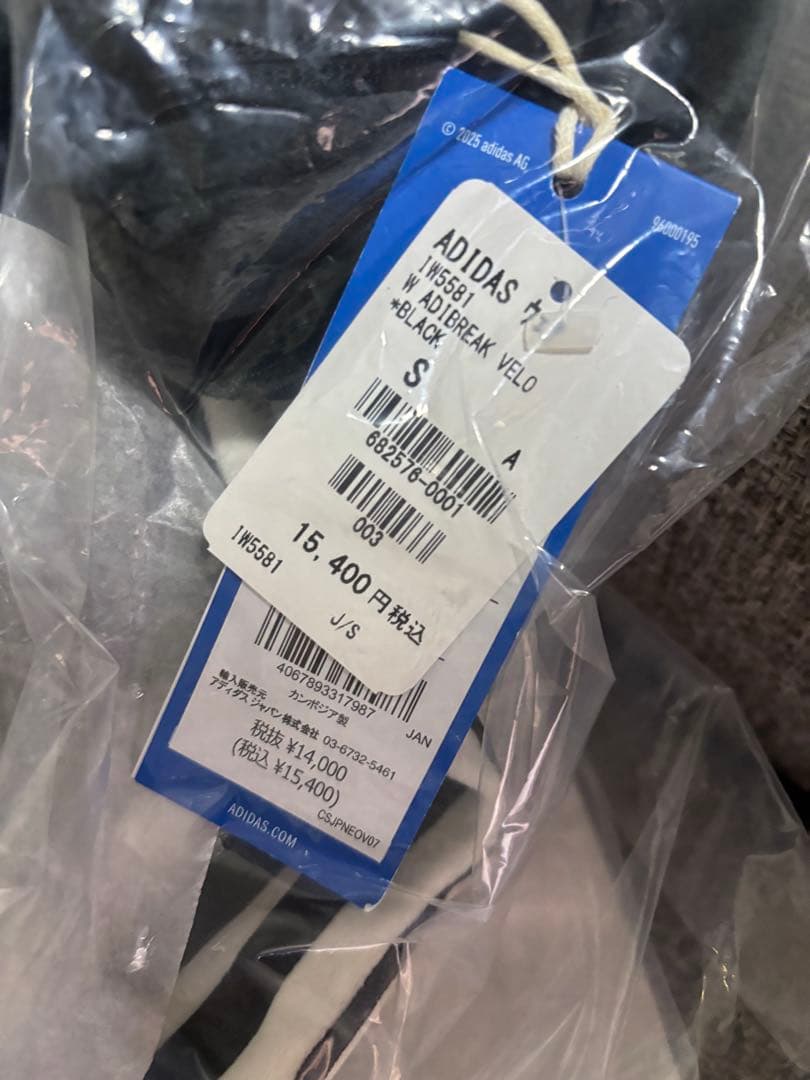 © 2025 adidas AG
96000195
ADIDAS ウ
IW5581
W ADIBREAK VELO
*BLACK
S
A
682576-0001
003
15,400円税込
IW5581
J/S
4067893317987
JAN
カンボジア製
輸入販売元
アディダス ジャパン株式会社 03-6732-5461
税抜 ¥14,000
(税込 ¥15,400)
CSJPNEOV07
ADIDAS.COM